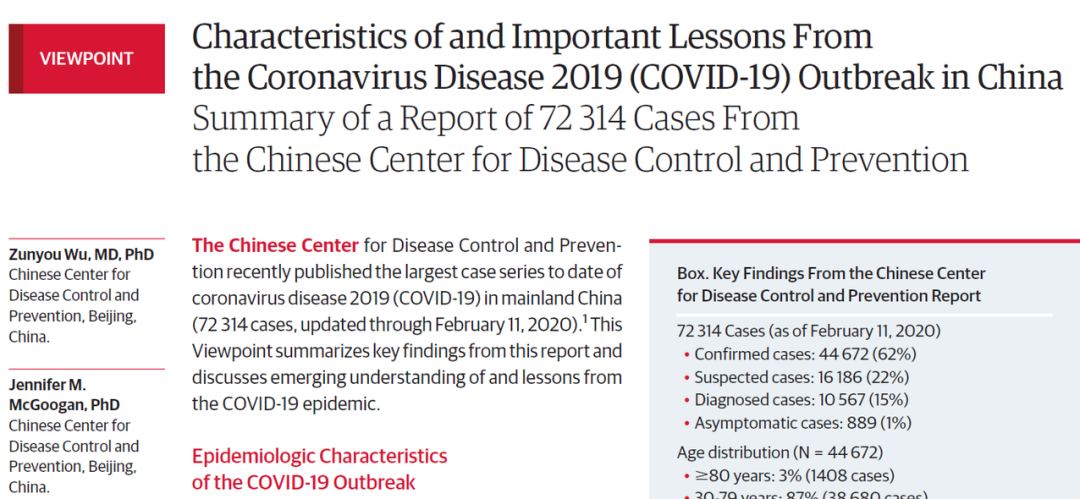 VIEWPOINT
Characteristics of and Important Lessons From
the Coronavirus Disease 2019 (COVID-19) Outbreak in China
Summary of a Report of 72 314 Cases From
the Chinese Center for Disease Control and Prevention
Zunyou Wu, MD, PhD
Chinese Center for
Disease Control and
Prevention, Beijing,
China.
Jennifer M.
McGoogan, PhD
Chinese Center for
Disease Control and
Prevention, Beijing,
China.
The Chinese Center for Disease Control and Preven-
tion recently published the largest case series to date of
coronavirus disease 2019 (COVID-19) in mainland China
(72 314 cases, updated through February 11, 2020).1 This
Viewpoint summarizes key findings from this report and
discusses emerging understanding of and lessons from
the COVID-19 epidemic.
Epidemiologic Characteristics
of the COVID-19 Outbreak
Box. Key Findings From the Chinese Center
for Disease Control and Prevention Report
72 314 Cases (as of February 11, 2020)
• Confirmed cases: 44 672 (62%)
• Suspected cases: 16 186 (22%)
• Diagnosed cases: 10 567 (15%)
• Asymptomatic cases: 889 (1%)
Age distribution (N = 44 672)
• ≥80 years: 3% (1408 cases)
• 30-79 years: 87% (38 680 cases)